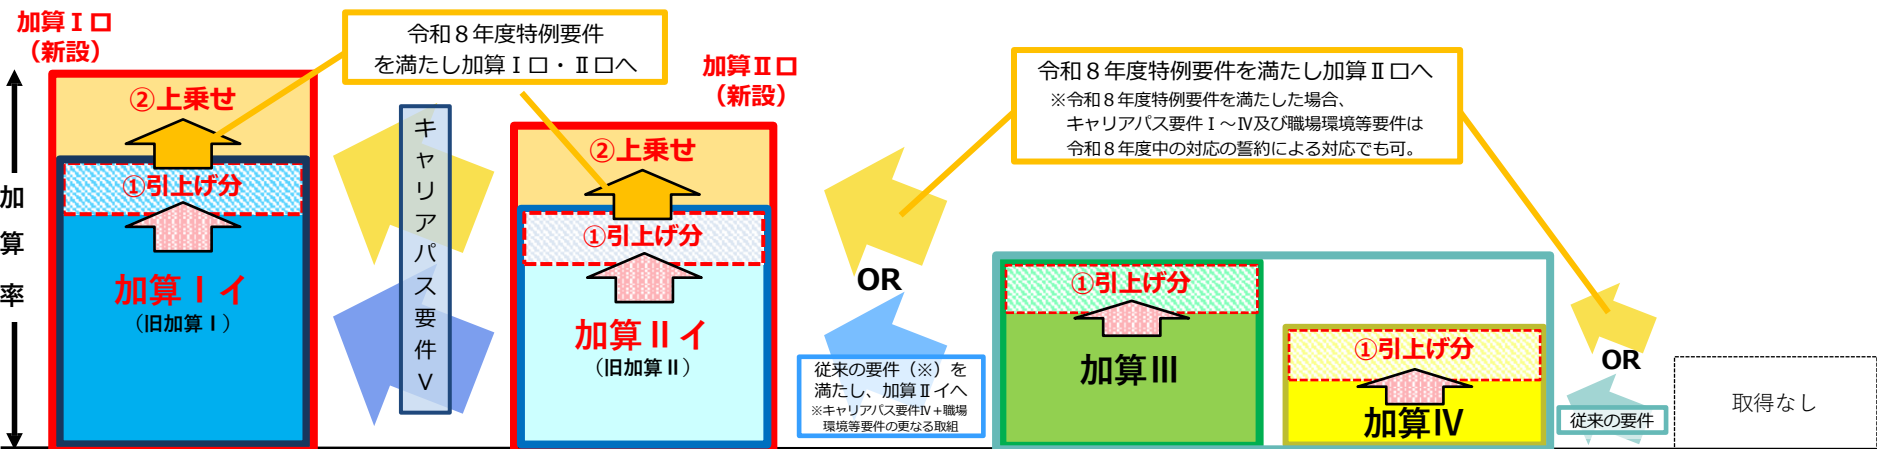 加算Ⅰロ
（新設）
②上乗せ
①引上げ分
加算Ⅰイ
（旧加算Ⅰ）
加算率
令和８年度特例要件
を満たし加算Ⅰロ・Ⅱロへ
キャリアパス要件Ⅴ
加算Ⅱロ
（新設）
②上乗せ
①引上げ分
加算Ⅱイ
（旧加算Ⅱ）
令和８年度特例要件を満たし加算Ⅱロへ
※令和８年度特例要件を満たした場合、
キャリアパス要件Ⅰ～Ⅳ及び職場環境等要件は
令和８年度中の対応の誓約による対応でも可。
OR
従来の要件（※）を
満たし、加算Ⅱイへ
※キャリアパス要件Ⅳ＋職場
環境等要件の更なる取組
①引上げ分
加算Ⅲ
①引上げ分
加算Ⅳ
OR
従来の要件
取得なし